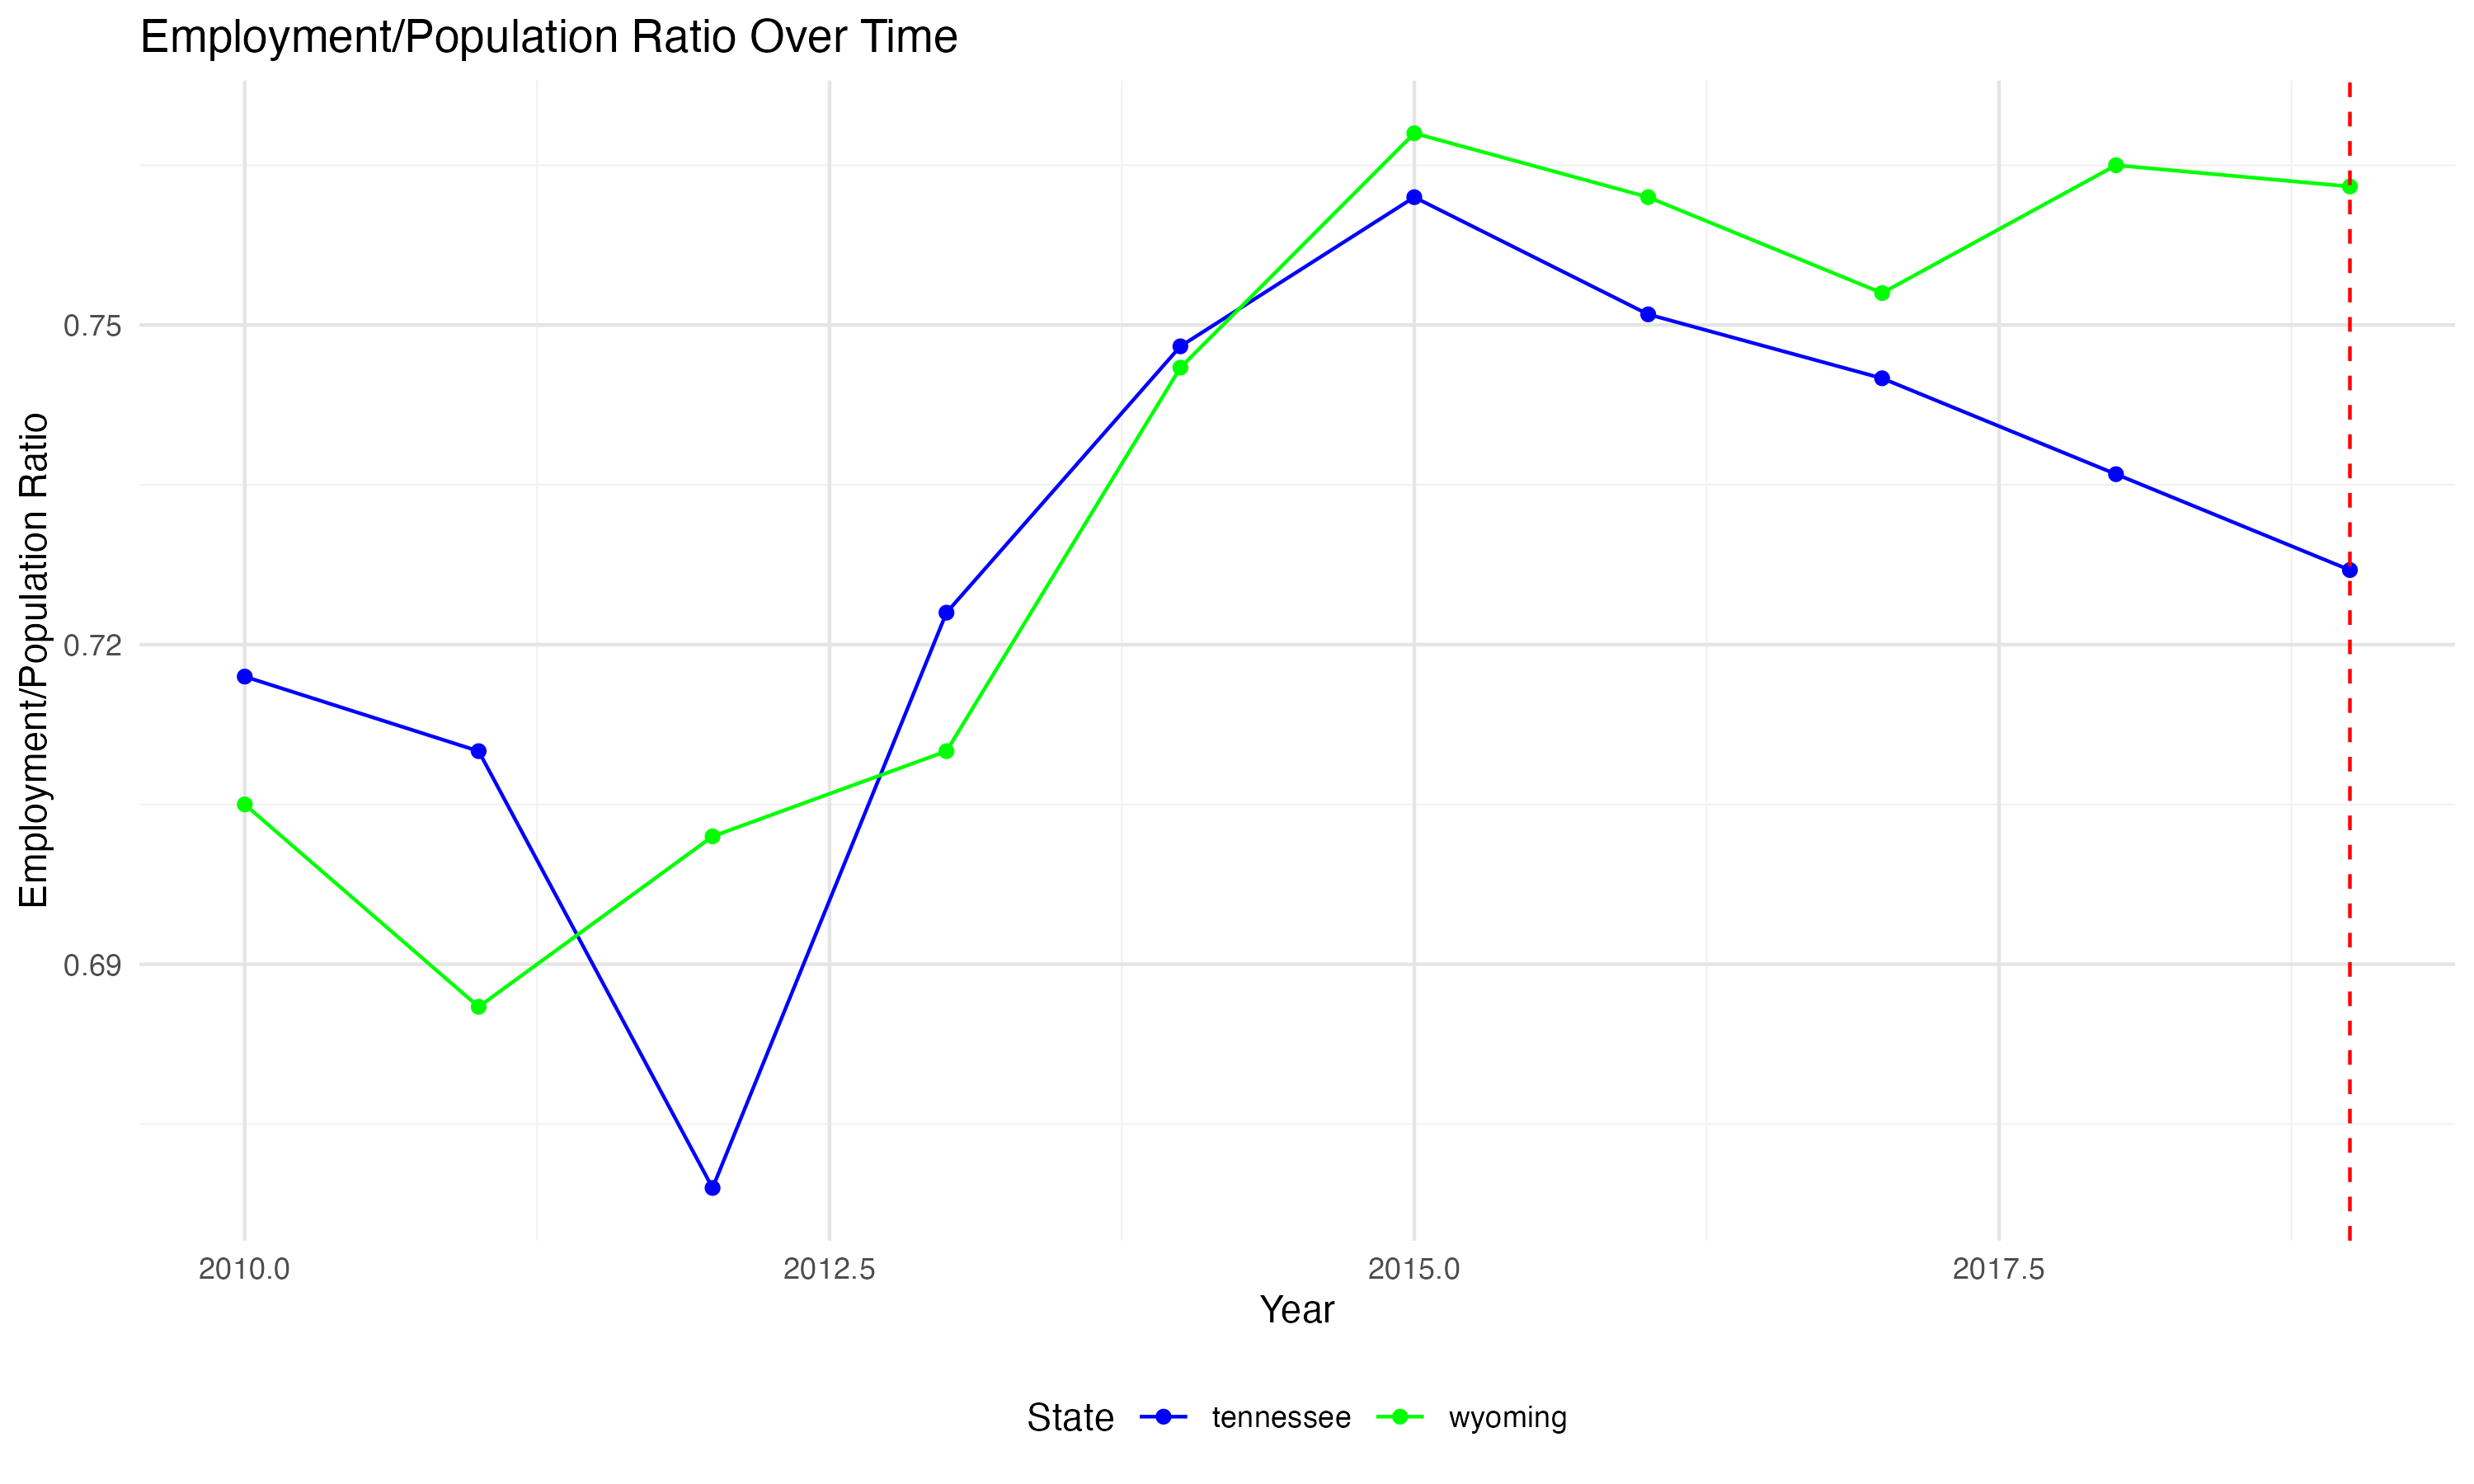 Employment/Population Ratio Over Time
Employment/Population Ratio
0.75
0.72
0.69
2010.0 2012.5 2015.0 2017.5
Year
State tennessee wyoming